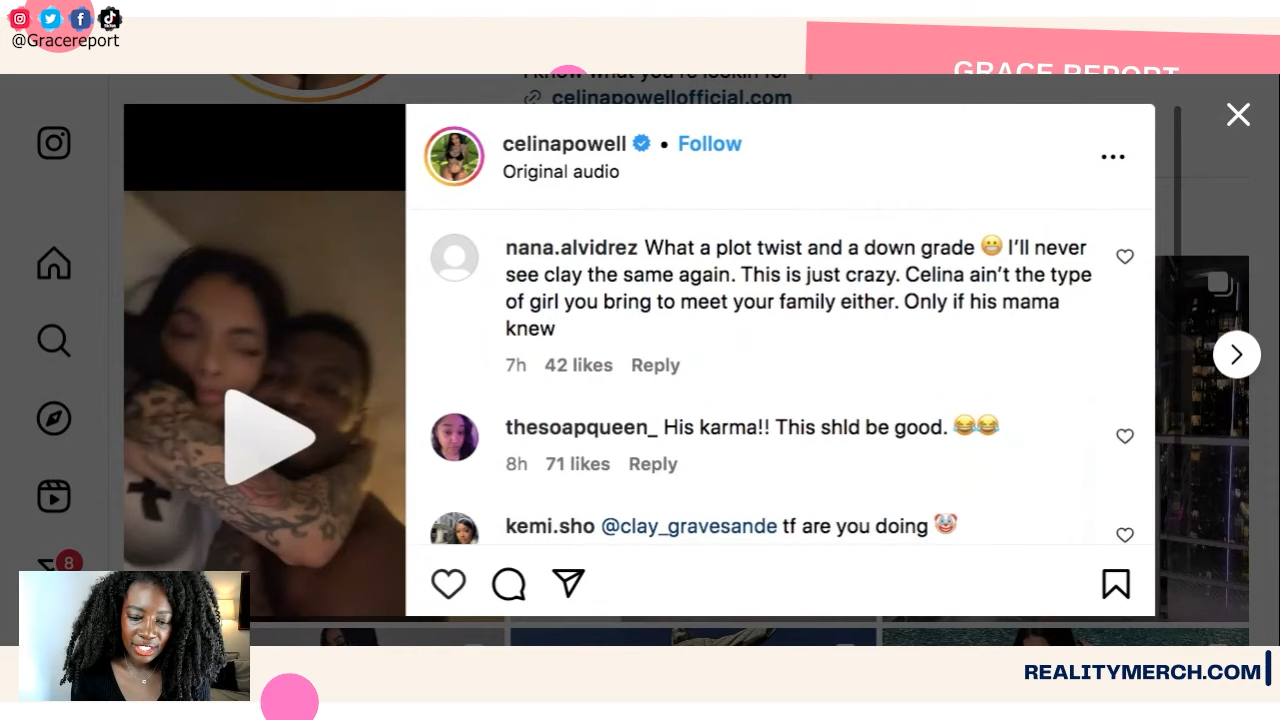 @Gracereport
GRACE REPORT
I know what you're lookin for
celinapowellofficial.com
celinapowell • Follow
Original audio
nana.alvidrez What a plot twist and a down grade 😬 I'll never
see clay the same again. This is just crazy. Celina ain't the type
of girl you bring to meet your family either. Only if his mama
knew
7h 42 likes Reply
thesoapqueen_ His karma!! This shld be good. 😂😂
8h 71 likes Reply
kemi.sho @clay_gravesande tf are you doing 🤡
8
REALITYMERCH.COM